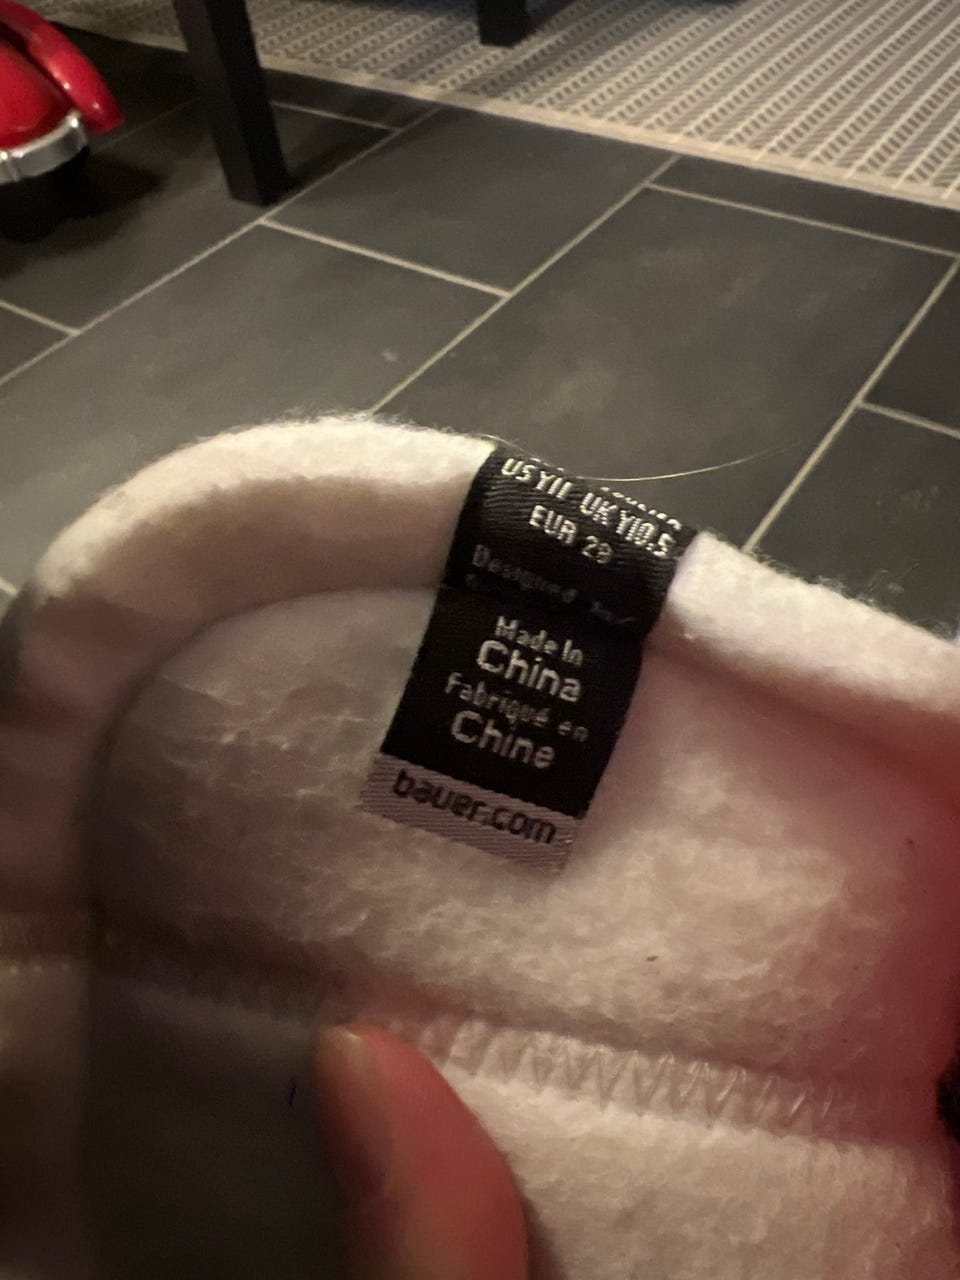 US Y11 UK Y10.5
EUR 29
Designed
Made In
China
Fabriqué en
Chine
bauer.com